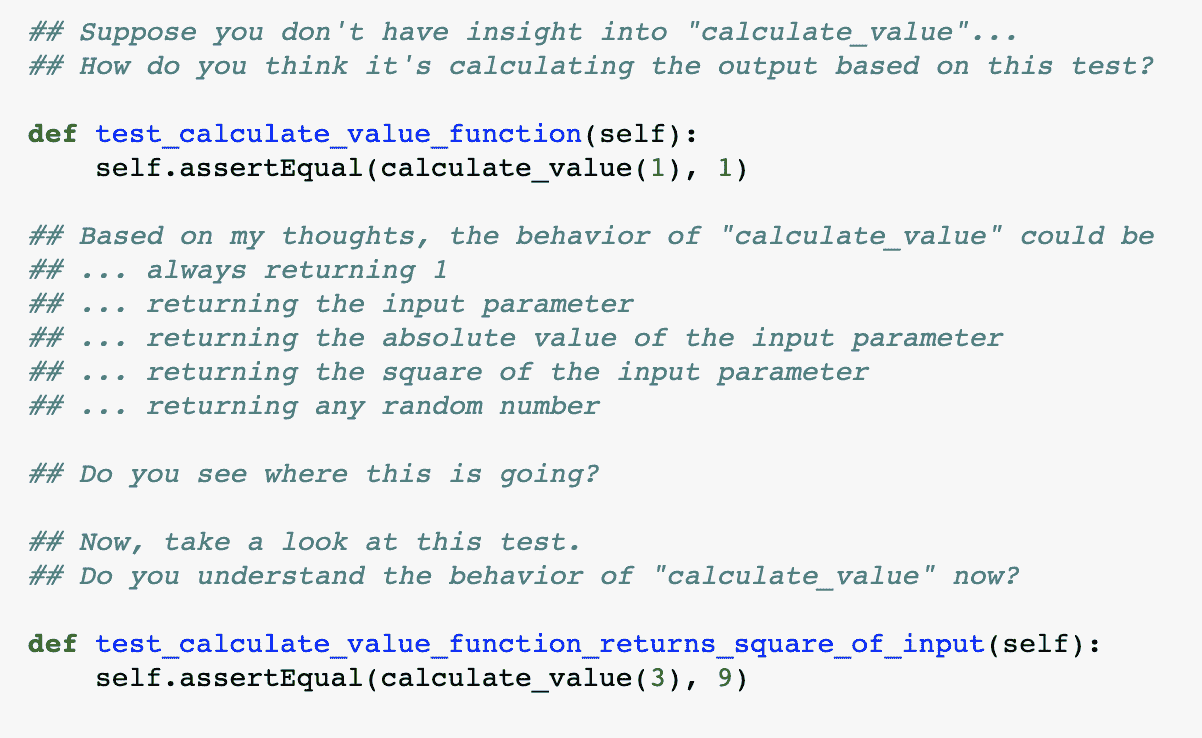 ## Suppose you don't have insight into "calculate_value"...
## How do you think it's calculating the output based on this test?
def test_calculate_value_function(self):
    self.assertEqual(calculate_value(1), 1)
## Based on my thoughts, the behavior of "calculate_value" could be
## ... always returning 1
## ... returning the input parameter
## ... returning the absolute value of the input parameter
## ... returning the square of the input parameter
## ... returning any random number
## Do you see where this is going?
## Now, take a look at this test.
## Do you understand the behavior of "calculate_value" now?
def test_calculate_value_function_returns_square_of_input(self):
    self.assertEqual(calculate_value(3), 9)